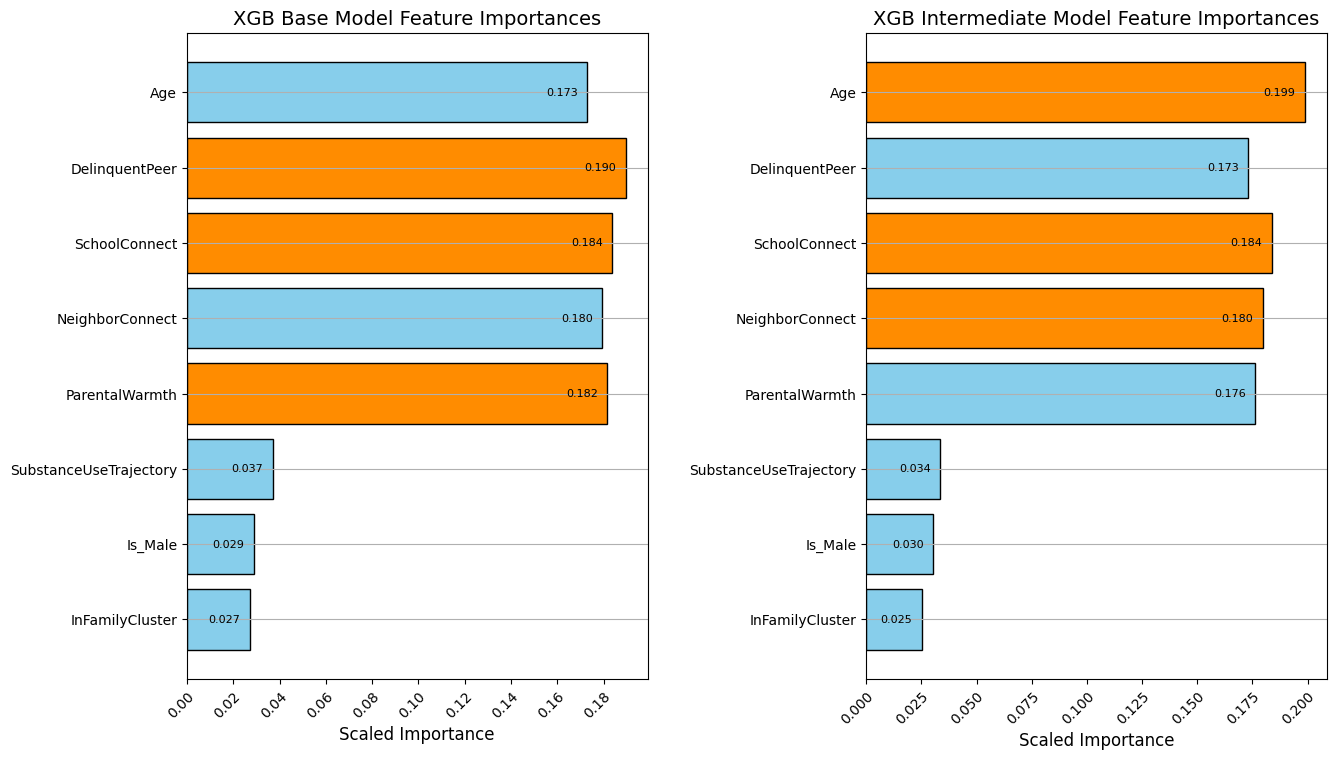 XGB Base Model Feature Importances
Age
0.173
DelinquentPeer
0.190
SchoolConnect
0.184
NeighborConnect
0.180
ParentalWarmth
0.182
SubstanceUseTrajectory
0.037
Is_Male
0.029
InFamilyCluster
0.027
0.00 0.02 0.04 0.06 0.08 0.10 0.12 0.14 0.16 0.18
Scaled Importance
XGB Intermediate Model Feature Importances
Age
0.199
DelinquentPeer
0.173
SchoolConnect
0.184
NeighborConnect
0.180
ParentalWarmth
0.176
SubstanceUseTrajectory
0.034
Is_Male
0.030
InFamilyCluster
0.025
0.000 0.025 0.050 0.075 0.100 0.125 0.150 0.175 0.200
Scaled Importance